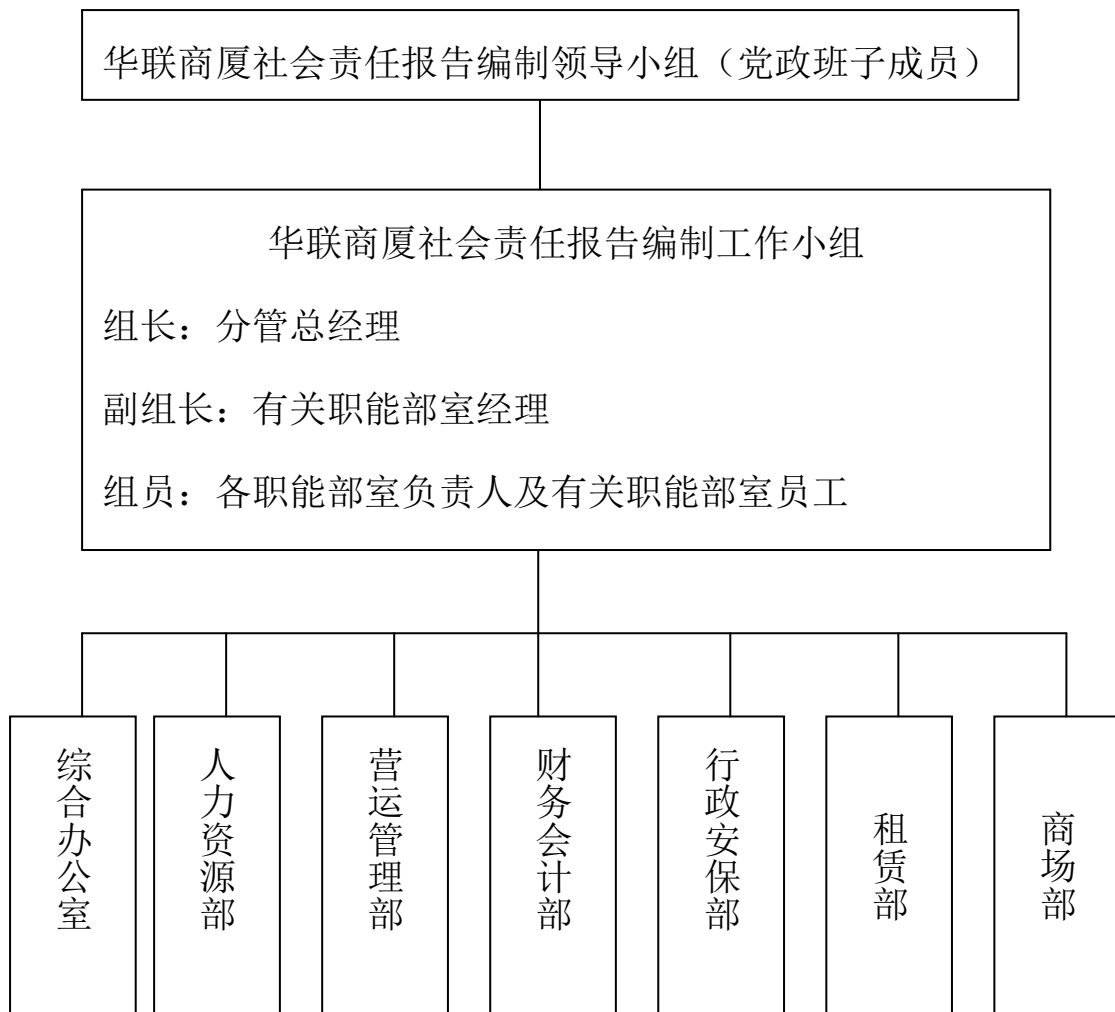 华联商厦社会责任报告编制领导小组（党政班子成员）
华联商厦社会责任报告编制工作小组
组长：分管总经理
副组长：有关职能部室经理
组员：各职能部室负责人及有关职能部室员工
综合办公室
人力资源部
营运管理部
财务会计部
行政安保部
租赁部
商场部